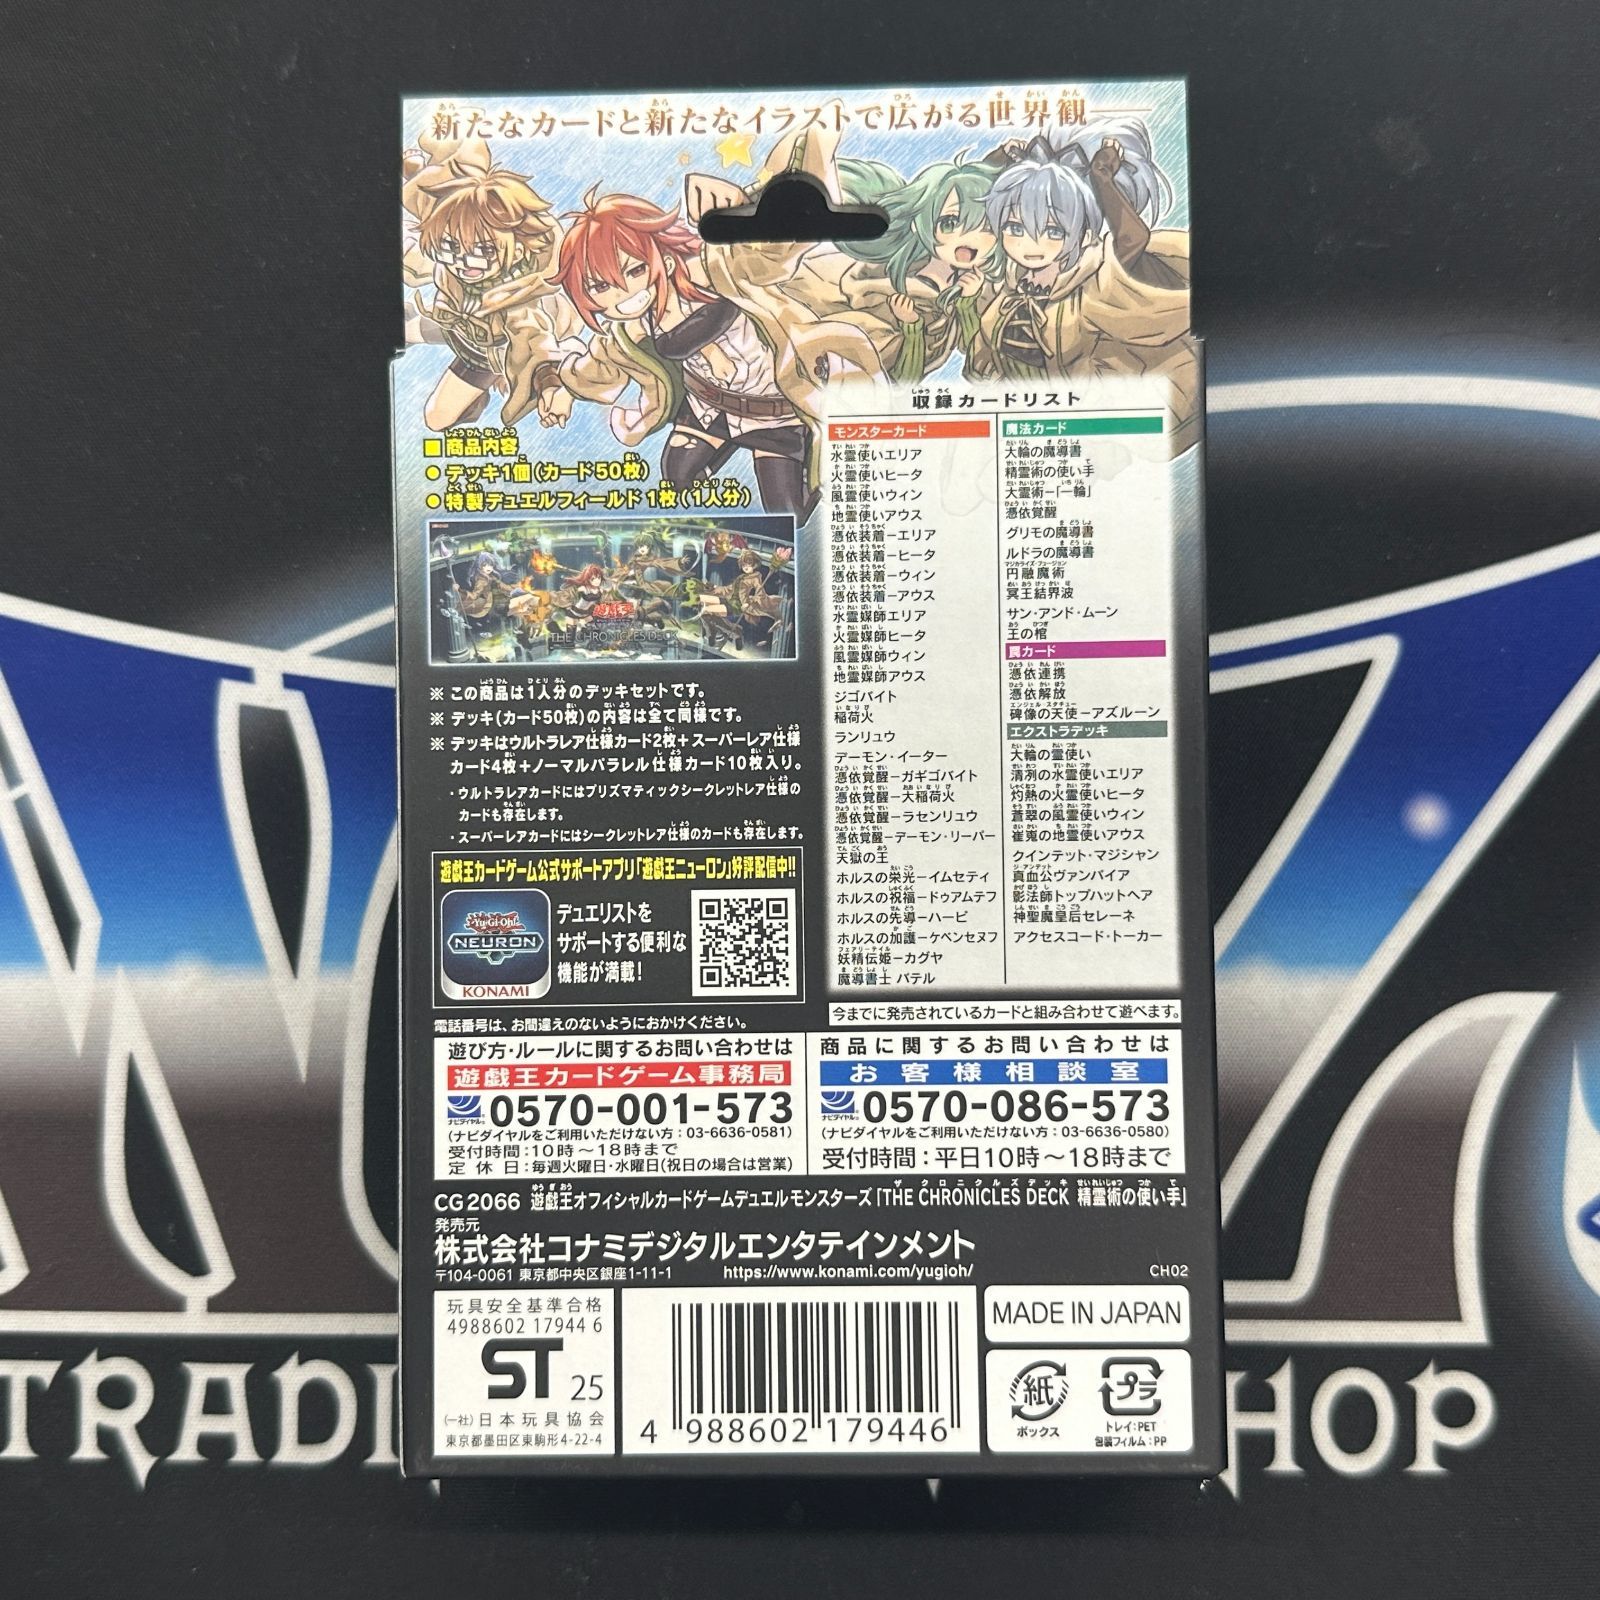 新たなカードと新たなイラストで広がる世界観
■商品内容
●デッキ1個(カード50枚)
●特製デュエルフィールド1枚(1人分)
THE CHRONICLES DECK
※この商品は1人分のデッキセットです。
※デッキ(カード50枚)の内容は全て同様です。
※デッキはウルトラレア仕様カード2枚+スーパーレア仕様
カード4枚+ノーマルパラレル仕様カード10枚入り。
・ウルトラレアカードにはプリズマティックシークレットレア仕様の
カードも存在します。
・スーパーレアカードにはシークレットレア仕様のカードも存在します。
遊戯王カードゲーム公式サポートアプリ「遊戯王ニューロン」好評配信中!!
Yu-Gi-Oh!
NEURON
KONAMI
デュエリストを
サポートする便利な
機能が満載!
収録カードリスト
モンスターカード
水霊使いエリア
火霊使いヒータ
風霊使いウィン
地霊使いアウス
憑依装着-エリア
憑依装着-ヒータ
憑依装着-ウィン
憑依装着-アウス
水霊媒師エリア
火霊媒師ヒータ
風霊媒師ウィン
地霊媒師アウス
ジゴバイト
稲荷火
ランリュウ
デーモン・イーター
憑依覚醒-ガギゴバイト
憑依覚醒-大稲荷火
憑依覚醒-ラセンリュウ
憑依覚醒-デーモン・リーパー
天獄の王
ホルスの栄光-イムセティ
ホルスの祝福-ドゥアムテフ
ホルスの先導-ハーピ
ホルスの加護-ケベンセヌフ
妖精伝姫-カグヤ
魔導書士 バテル
魔法カード
大輪の魔導書
精霊術の使い手
大霊術-「一輪」
憑依覚醒
グリモの魔導書
ルドラの魔導書
円融魔術
冥王結界波
サン・アンド・ムーン
王の棺
罠カード
憑依連携
憑依解放
碑像の天使-アズルーン
エクストラデッキ
大輪の霊使い
清冽の水霊使いエリア
灼熱の火霊使いヒータ
蒼翠の風霊使いウィン
崔嵬の地霊使いアウス
クインテット・マジシャン
真血公ヴァンパイア
影法師トップハットヘア
神聖魔皇后セレーネ
アクセスコード・トーカー
今までに発売されているカードと組み合わせて遊べます。
電話番号は、お間違えのないようにおかけください。
遊び方・ルールに関するお問い合わせは
遊戯王カードゲーム事務局
ナビダイヤル 0570-001-573
(ナビダイヤルをご利用いただけない方:03-6636-0581)
受付時間:10時〜18時まで
定休日:毎週火曜日・水曜日(祝日の場合は営業)
商品に関するお問い合わせは
お客様相談室
ナビダイヤル 0570-086-573
(ナビダイヤルをご利用いただけない方:03-6636-0580)
受付時間:平日10時〜18時まで
CG2066 遊戯王オフィシャルカードゲームデュエルモンスターズ「THE CHRONICLES DECK 精霊術の使い手」
発売元
株式会社コナミデジタルエンタテインメント
〒104-0061 東京都中央区銀座1-11-1 https://www.konami.com/yugioh/ CH02
玩具安全基準合格
4988602 17944 6
ST 25
(一社)日本玩具協会
東京都墨田区東駒形4-22-4
4 988602 179446
MADE IN JAPAN
紙
ボックス
プラ
トレイ:PET
包装フィルム:PP
TRADI
HOP